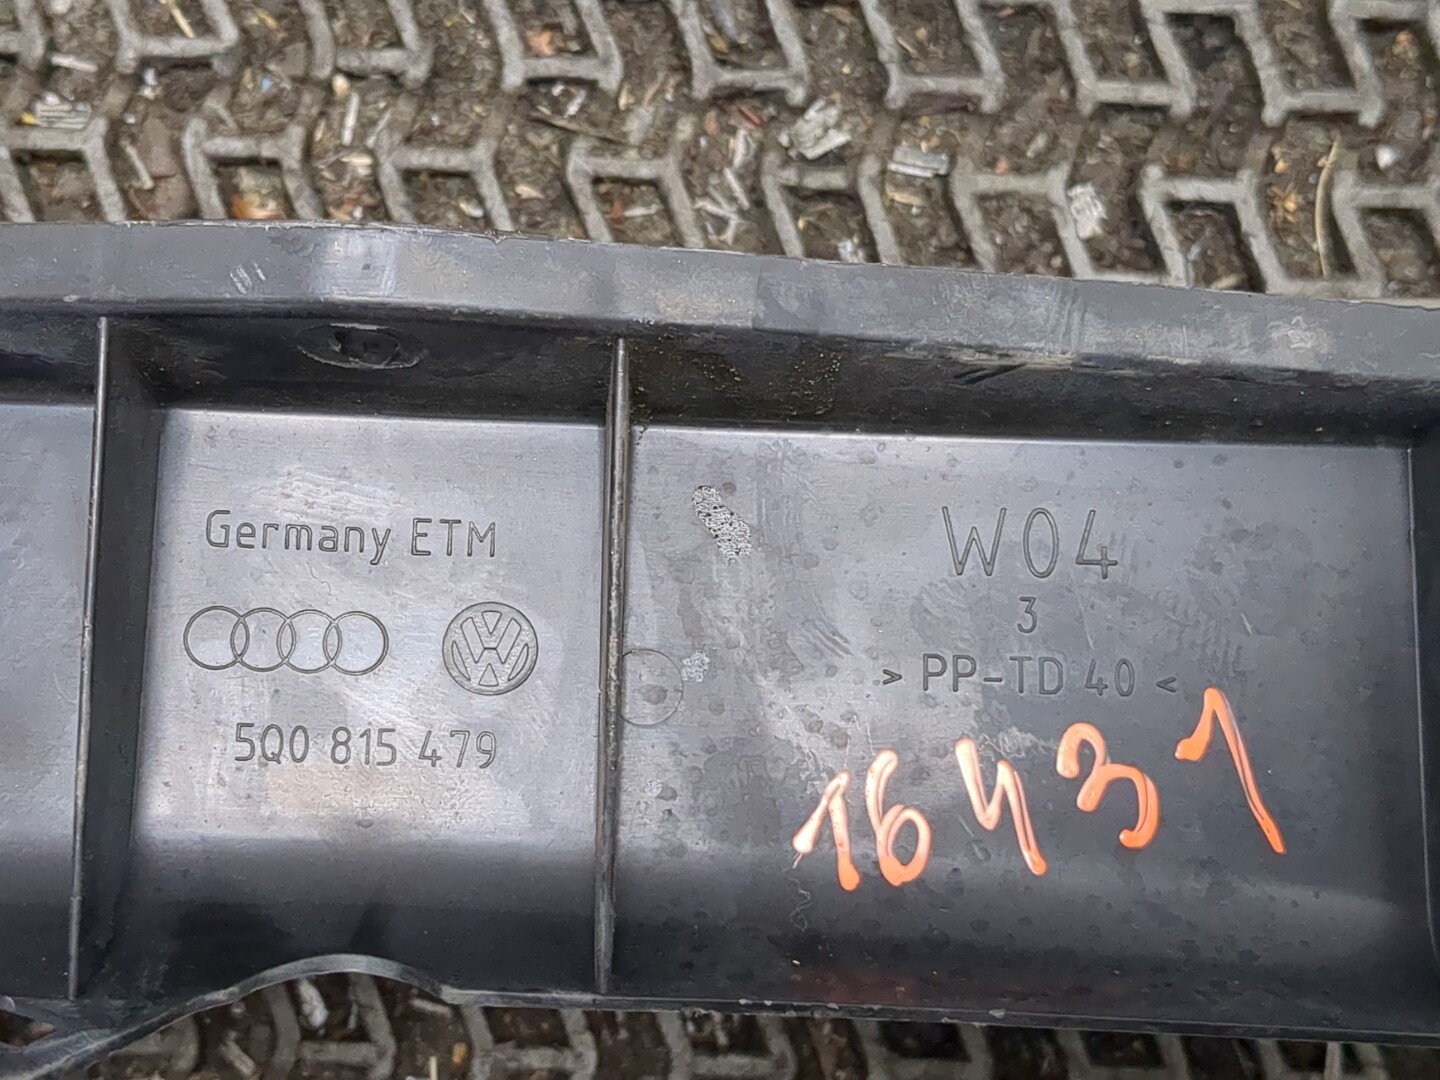 Germany ETM
5Q0 815 479
W04
3
> PP-TD 40 <
16431